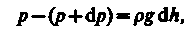 p − (p + dp) = ρg dh,